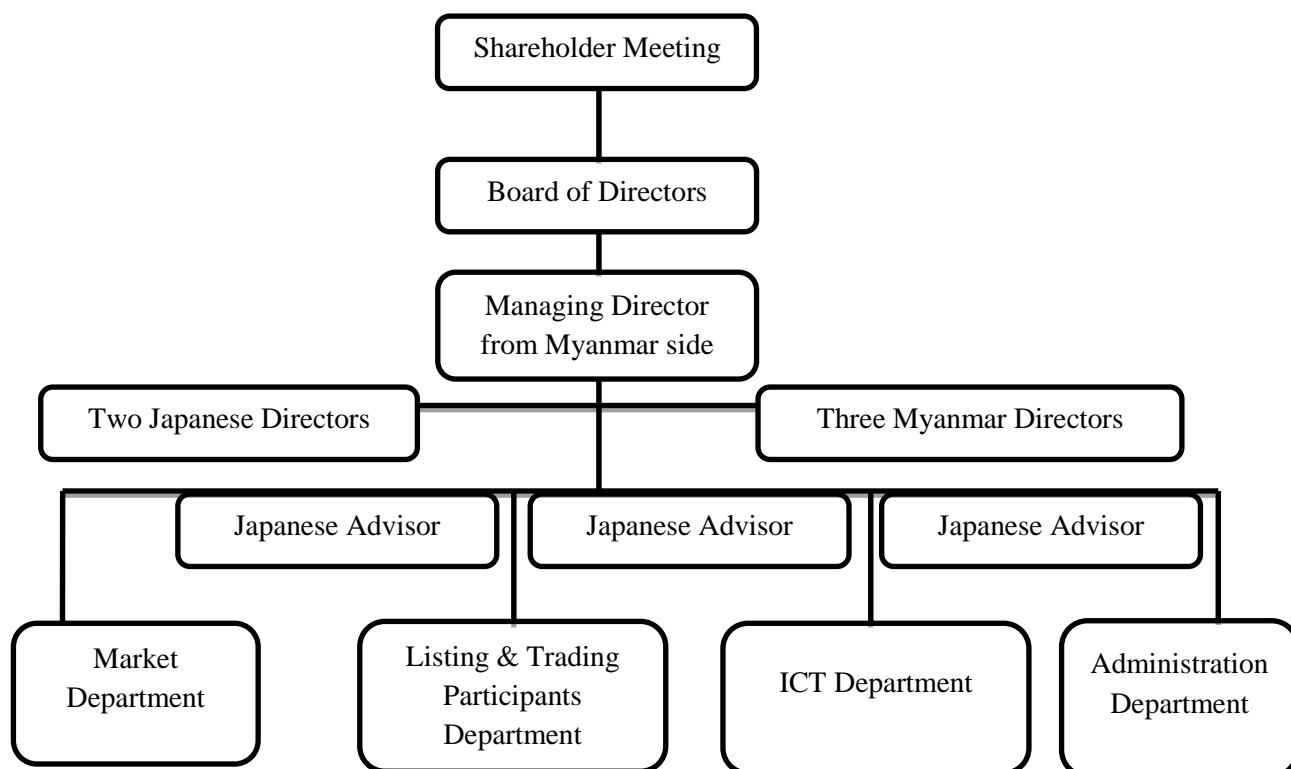 Shareholder Meeting
Board of Directors
Managing Director
from Myanmar side
Two Japanese Directors
Three Myanmar Directors
Japanese Advisor
Japanese Advisor
Japanese Advisor
Market
Department
Listing & Trading
Participants
Department
ICT Department
Administration
Department